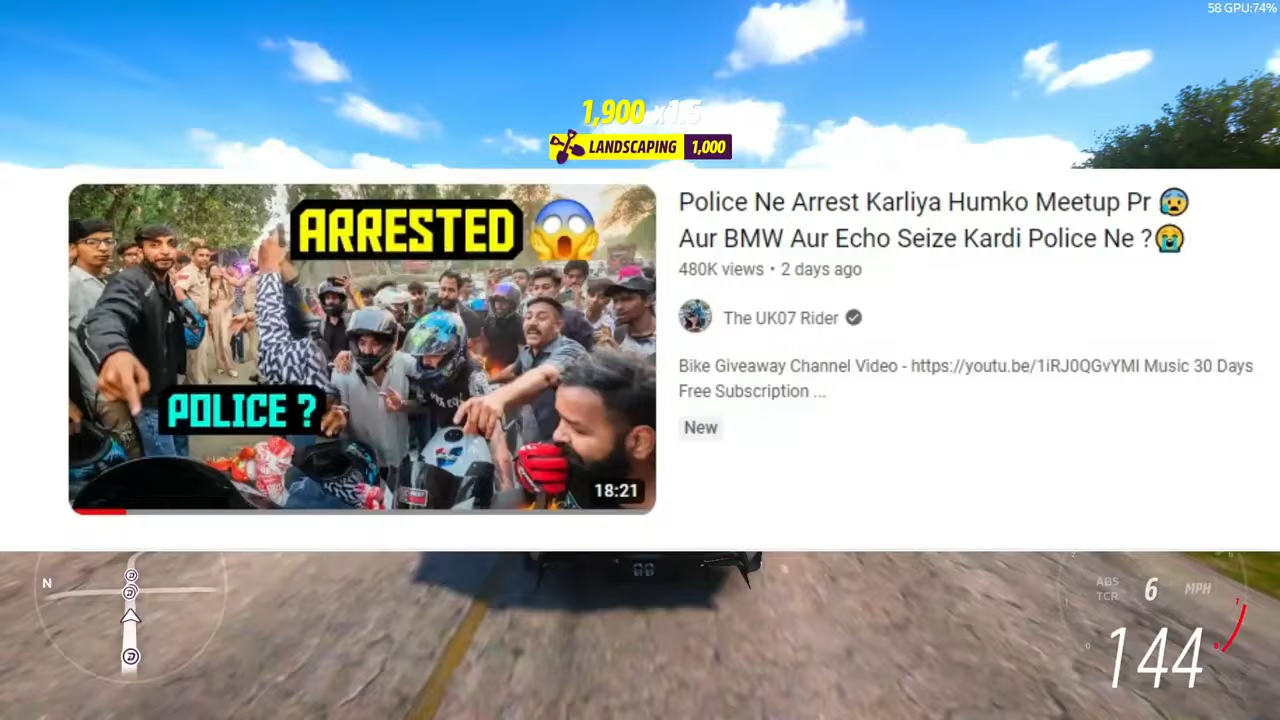 58 GPU:74%
1,900 x1.5
LANDSCAPING 1,000
ARRESTED
POLICE ?
18:21
Police Ne Arrest Karliya Humko Meetup Pr 😰
Aur BMW Aur Echo Seize Kardi Police Ne ?😭
480K views • 2 days ago
The UK07 Rider
Bike Giveaway Channel Video - https://youtu.be/1iRJ0QGvYMI Music 30 Days
Free Subscription ...
New
N
ABS
TCR
6
MPH
144